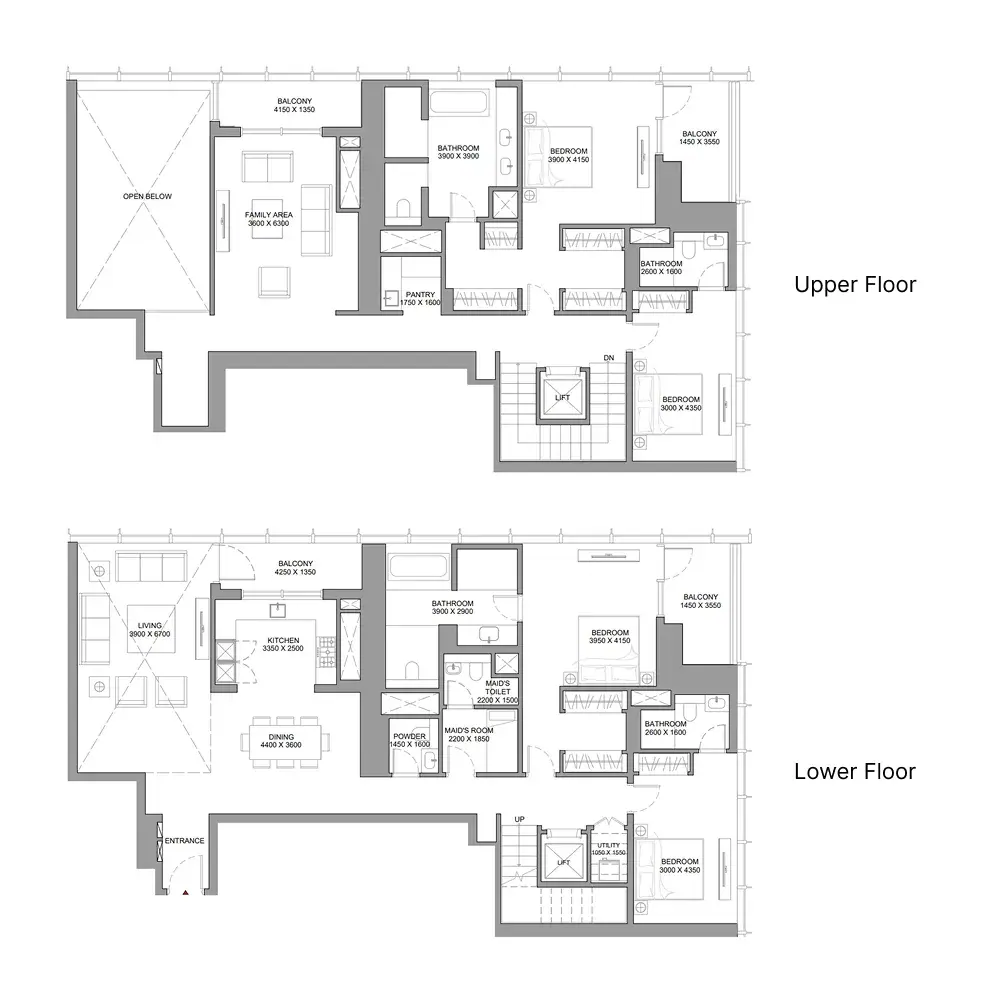 BALCONY
4150 X 1350
OPEN BELOW
FAMILY AREA
3600 X 6300
BATHROOM
3900 X 3900
BEDROOM
3900 X 4150
BALCONY
1450 X 3550
BATHROOM
2600 X 1600
PANTRY
1750 X 1600
DN
LIFT
BEDROOM
3000 X 4350
Upper Floor
BALCONY
4250 X 1350
LIVING
3900 X 6700
KITCHEN
3350 X 2500
BATHROOM
3900 X 2900
BEDROOM
3950 X 4150
BALCONY
1450 X 3550
MAID'S
TOILET
2200 X 1500
DINING
4400 X 3600
POWDER
1450 X 1600
MAID'S ROOM
2200 X 1850
BATHROOM
2600 X 1600
Lower Floor
ENTRANCE
UP
LIFT
UTILITY
1050 X 1550
BEDROOM
3000 X 4350